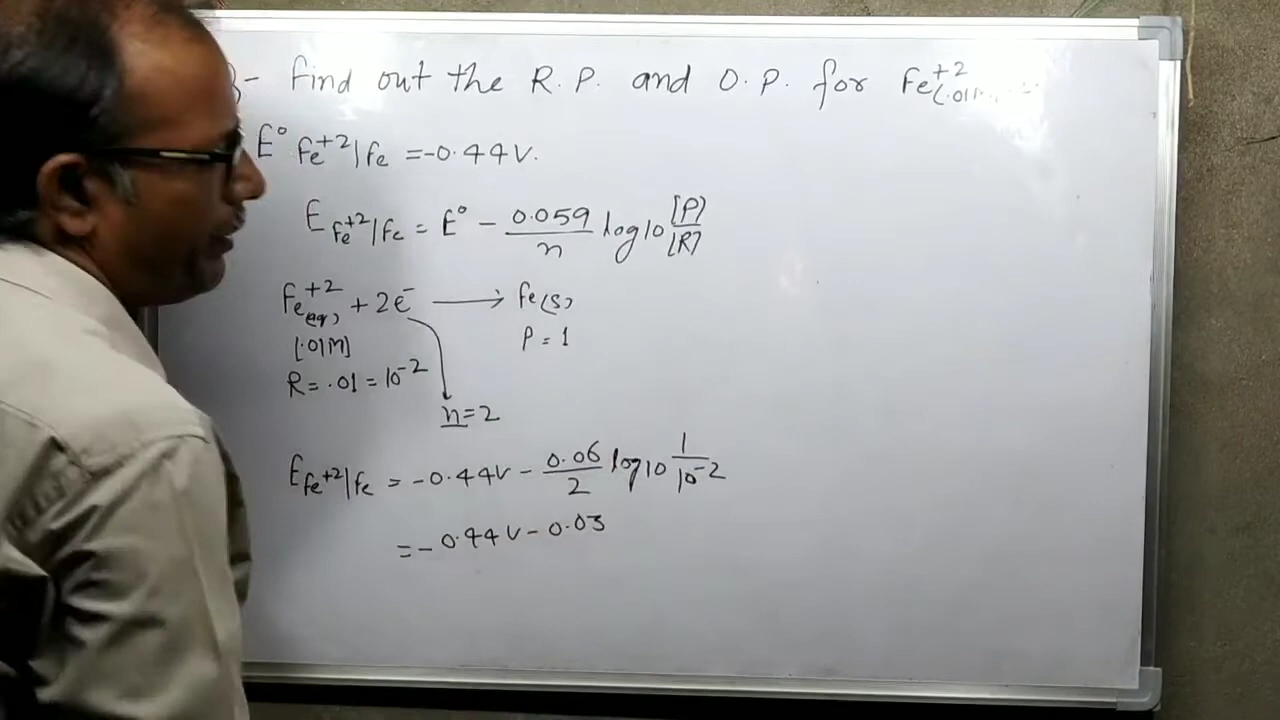 - Find out the R.P. and O.P. for Fe+2(.01M
E° Fe+2|Fe = -0.44V.
E Fe+2|Fe = E° - 0.059/n log10 [P]/[R]
Fe+2(aq) + 2e- ⟶ Fe(s)
[.01M] P = 1
R = .01 = 10-2
n=2
E Fe+2|Fe = -0.44V - 0.06/2 log10 1/10-2
= -0.44V - 0.03